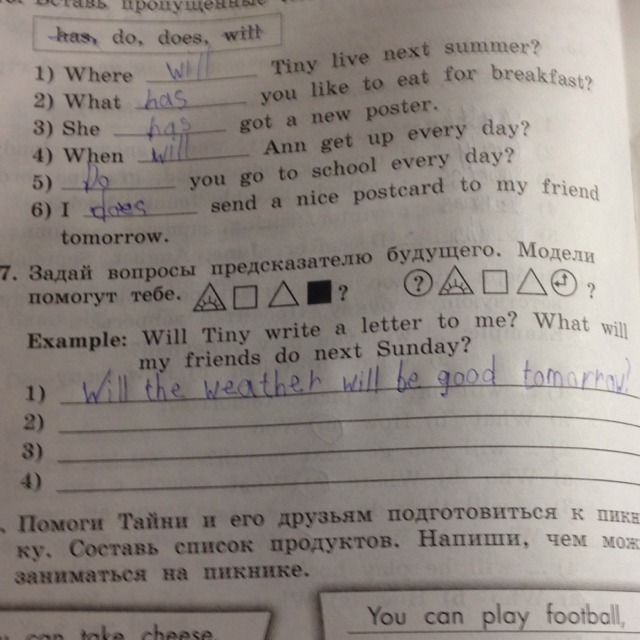 Вставь пропущенные
has, do, does, will
1) Where will Tiny live next summer?
2) What has you like to eat for breakfast?
3) She has got a new poster.
4) When will Ann get up every day?
5) Do you go to school every day?
6) I does send a nice postcard to my friend
tomorrow.
7. Задай вопросы предсказателю будущего. Модели
помогут тебе. ? ? ?
Example: Will Tiny write a letter to me? What will
my friends do next Sunday?
1) Will the weather will be good tomorrow?
2)
3)
4)
Помоги Тайни и его друзьям подготовиться к пикни
ку. Составь список продуктов. Напиши, чем мож
заниматься на пикнике.
You can play football,
can take cheese